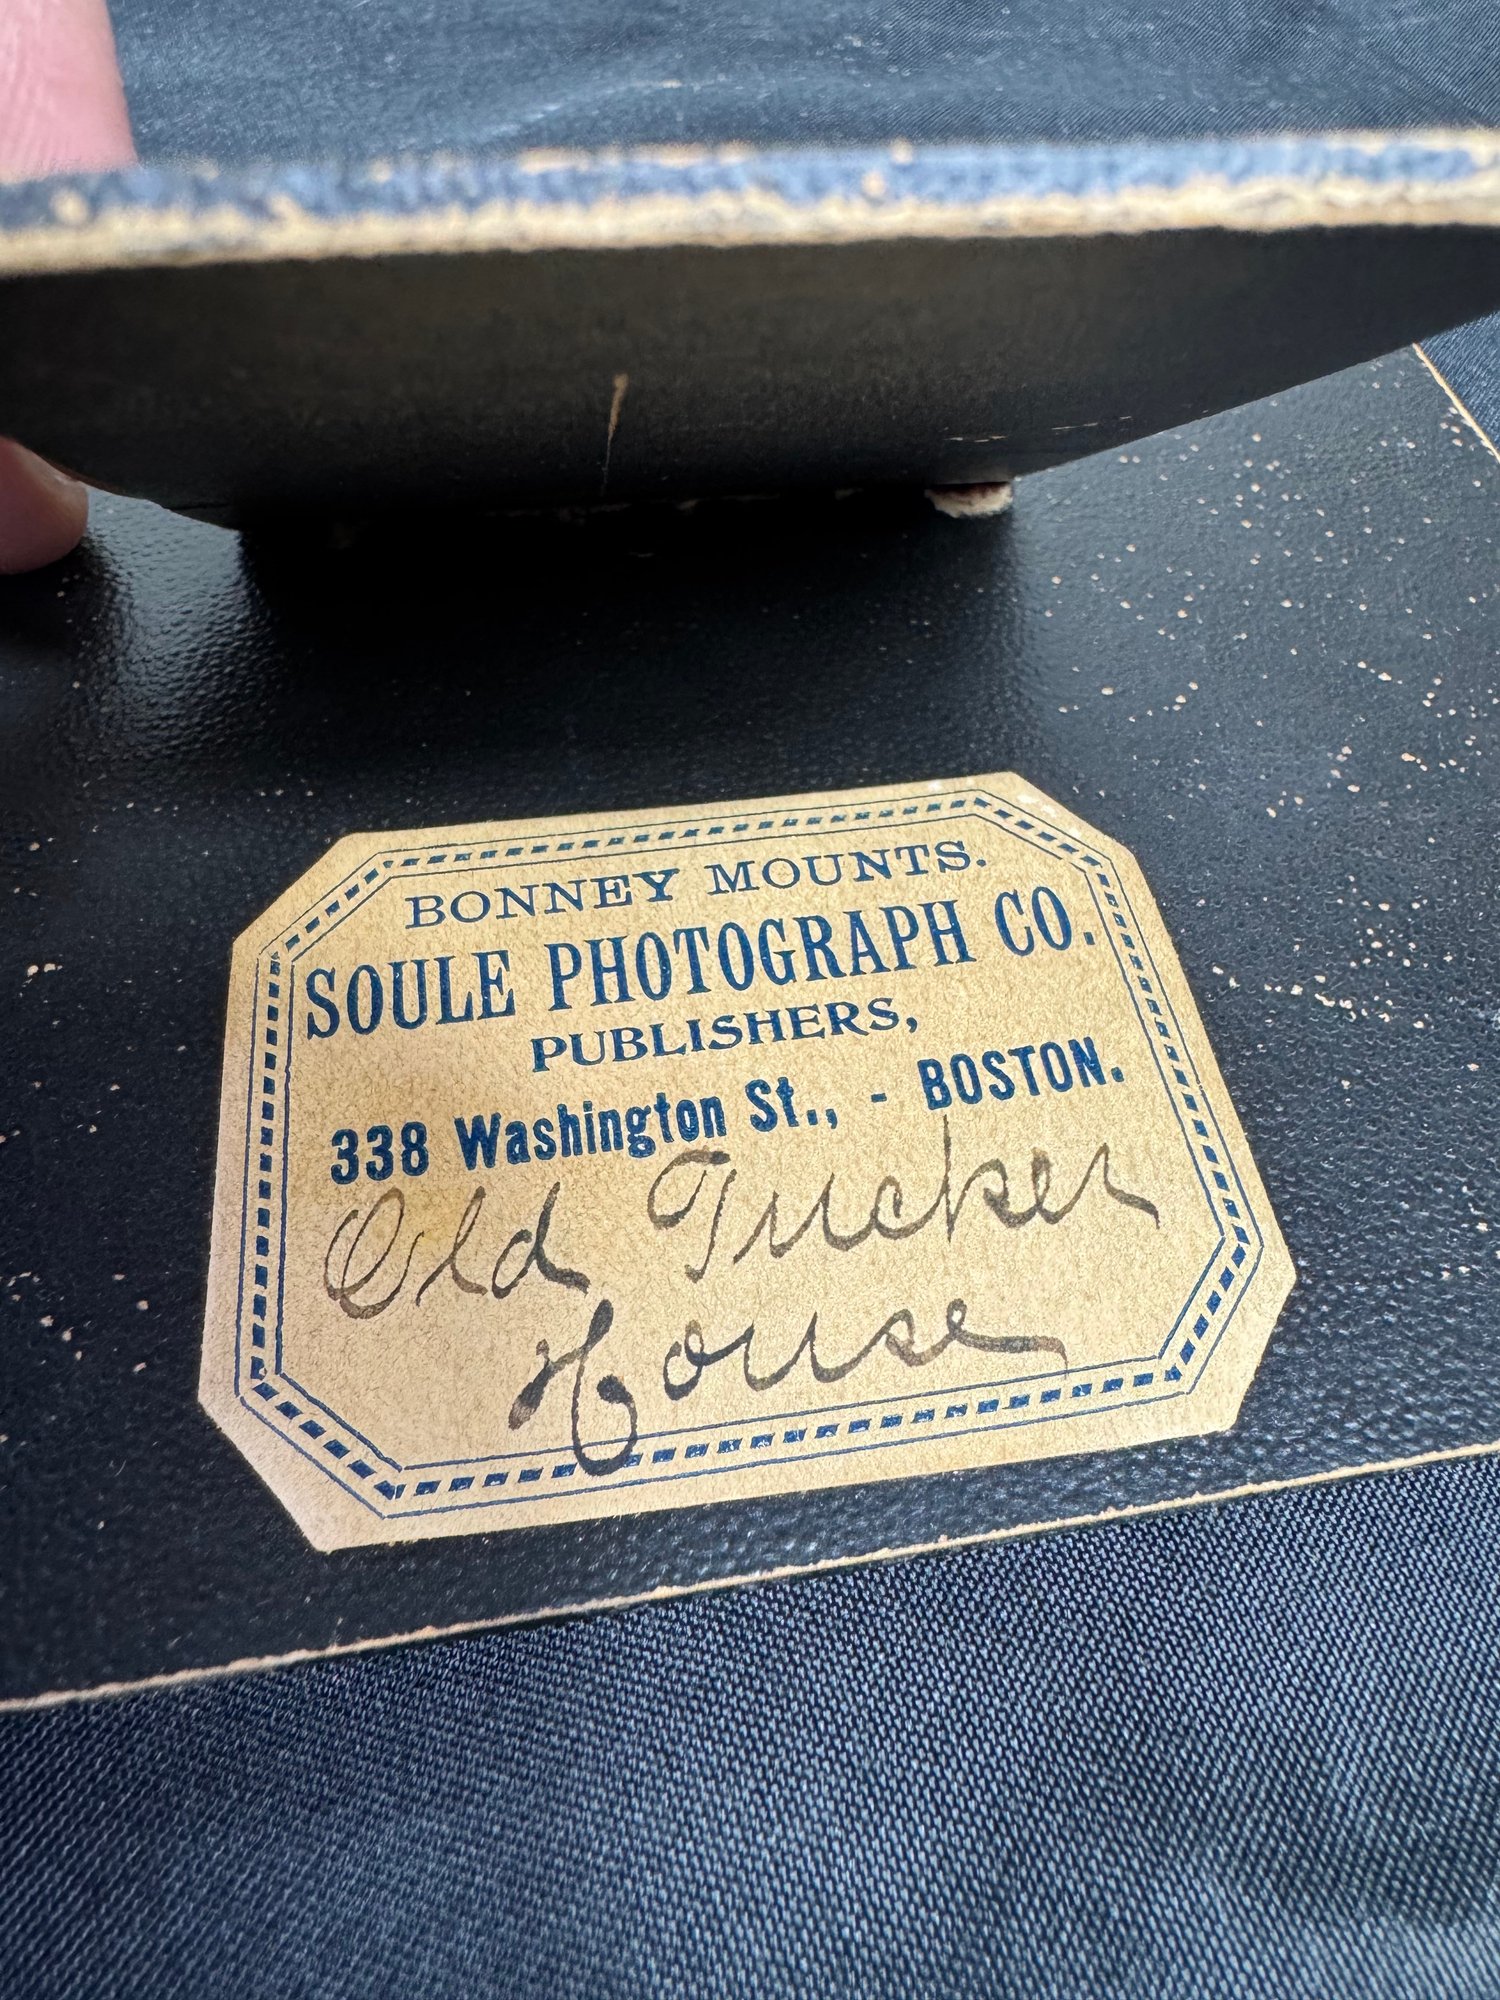 BONNEY MOUNTS.
SOULE PHOTOGRAPH CO.
PUBLISHERS,
338 Washington St., - BOSTON.
Old Tucker
House